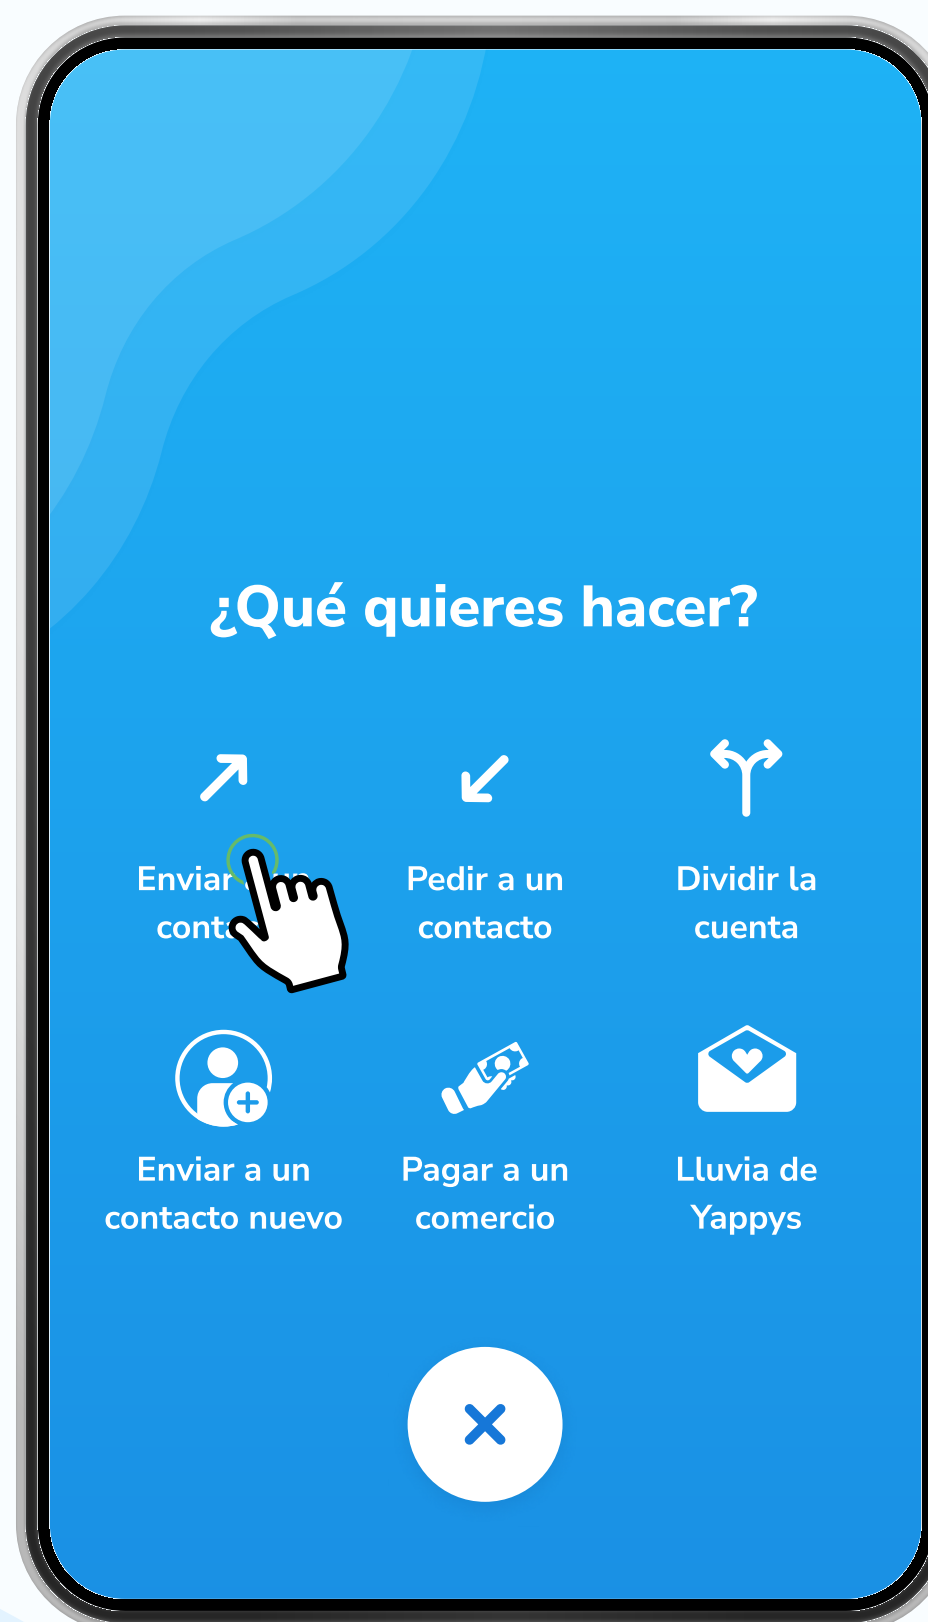 ¿Qué quieres hacer?
Enviar
Pedir a un
contacto
Dividir la
cuenta
Enviar a un
contacto nuevo
Pagar a un
comercio
Lluvia de
Yappys